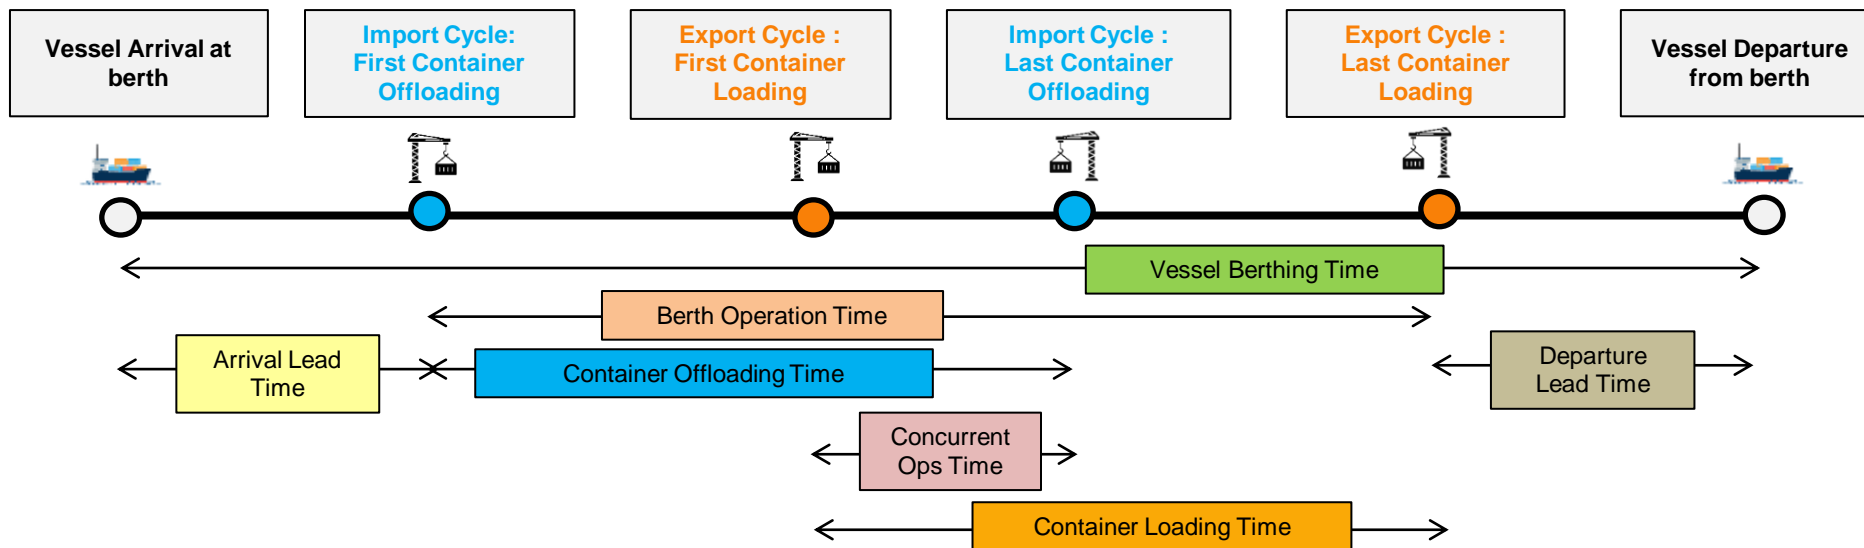 Vessel Arrival at
berth
Import Cycle:
First Container
Offloading
Export Cycle :
First Container
Loading
Import Cycle :
Last Container
Offloading
Export Cycle :
Last Container
Loading
Vessel Departure
from berth
Vessel Berthing Time
Berth Operation Time
Arrival Lead
Time
Container Offloading Time
Departure
Lead Time
Concurrent
Ops Time
Container Loading Time